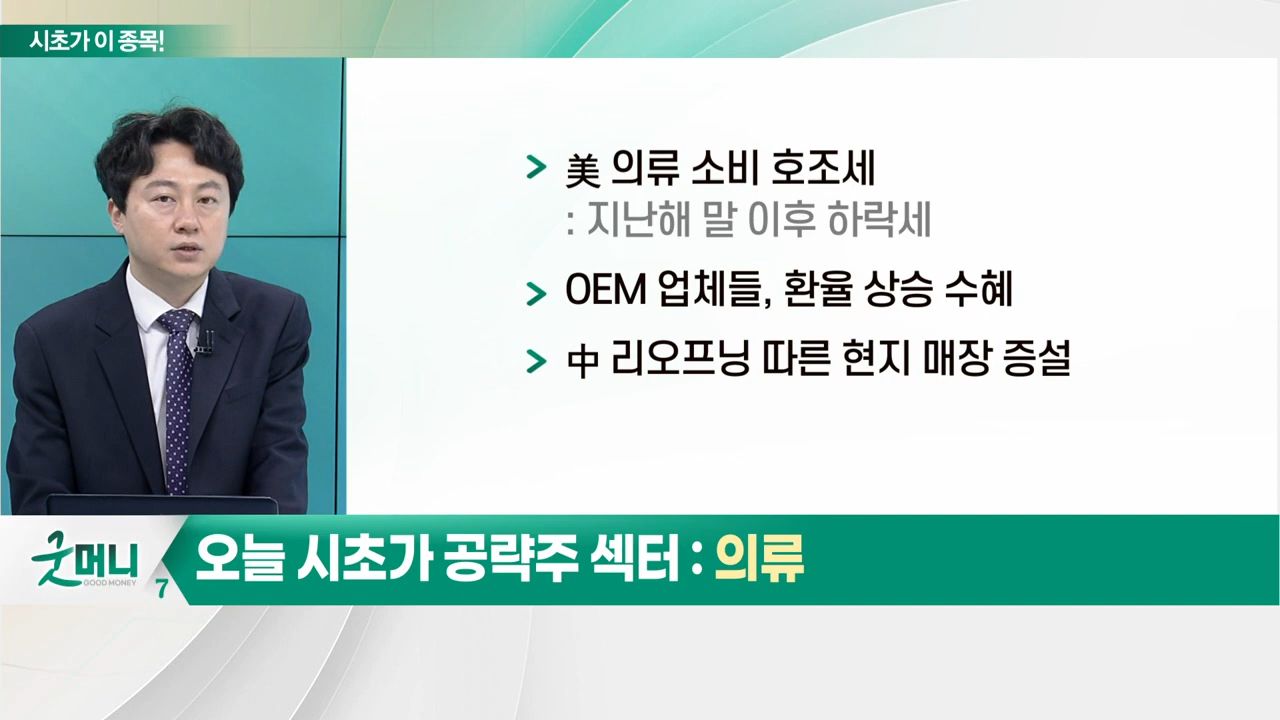 시초가 이 종목!
> 美 의류 소비 호조세
: 지난해 말 이후 하락세
> OEM 업체들, 환율 상승 수혜
> 中 리오프닝 따른 현지 매장 증설
굿머니
GOOD MONEY
7
오늘 시초가 공략주 섹터 : 의류